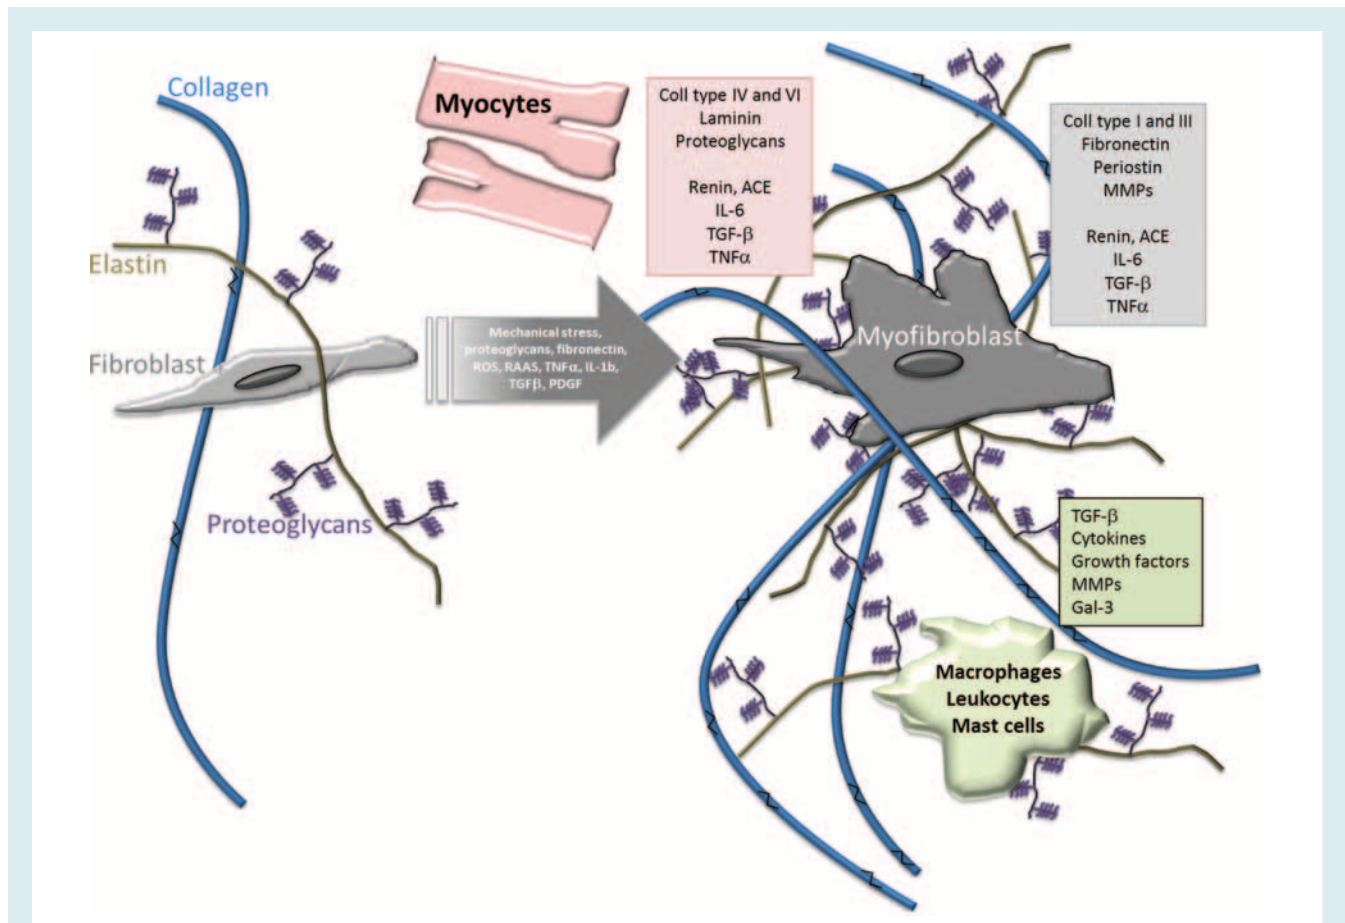 Collagen
Elastin
Fibroblast
Proteoglycans
Myocytes
Mechanical stress,
proteoglycans, fibronectin,
ROS, RAAS, TNFα, IL-1b,
TGFβ, PDGF
Coll type IV and VI
Laminin
Proteoglycans
Renin, ACE
IL-6
TGF-β
TNFα
Coll type I and III
Fibronectin
Periostin
MMPs
Renin, ACE
IL-6
TGF-β
TNFα
Myofibroblast
TGF-β
Cytokines
Growth factors
MMPs
Gal-3
Macrophages
Leukocytes
Mast cells